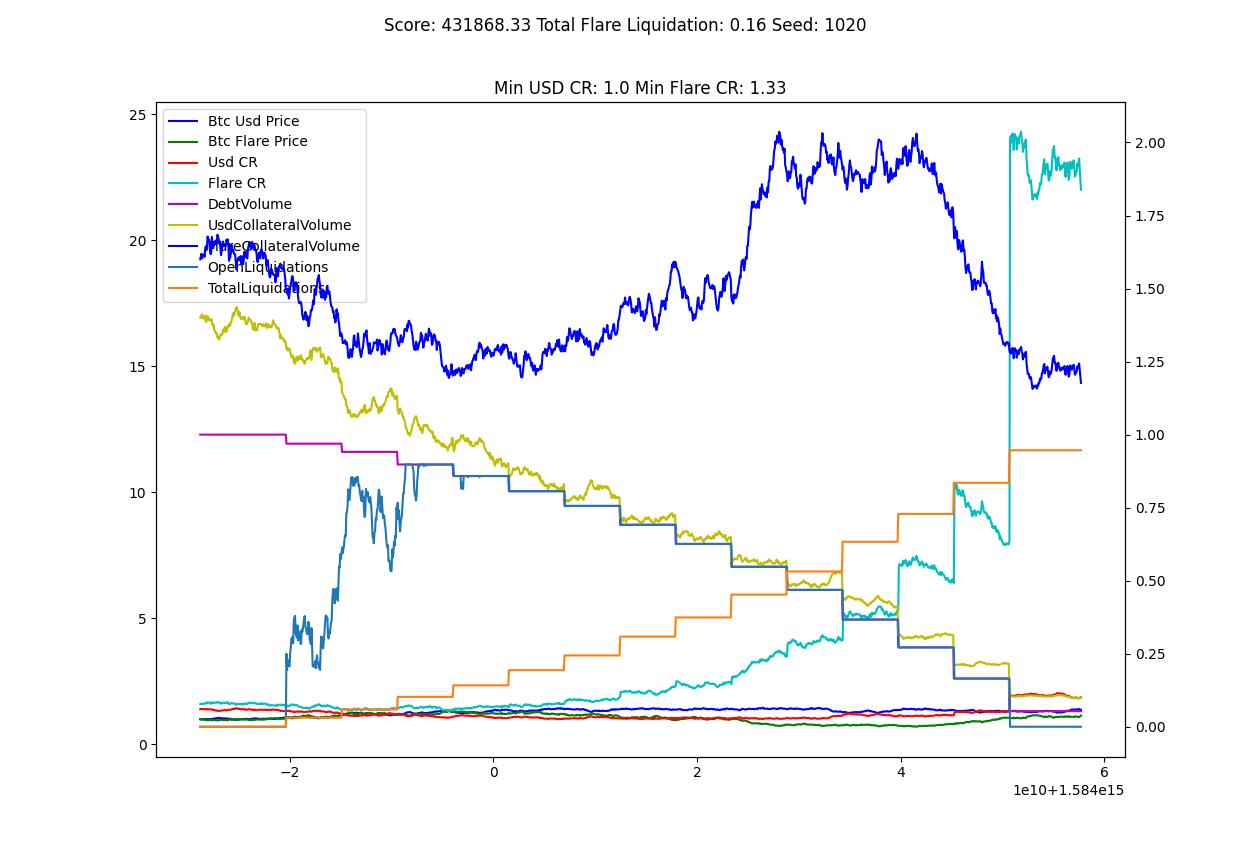 Score: 431868.33 Total Flare Liquidation: 0.16 Seed: 1020
Min USD CR: 1.0 Min Flare CR: 1.33
Btc Usd Price
Btc Flare Price
Usd CR
Flare CR
DebtVolume
UsdCollateralVolume
FlareCollateralVolume
OpenLiquidations
TotalLiquidations
25
20
15
10
5
0
2.00
1.75
1.50
1.25
1.00
0.75
0.50
0.25
0.00
−2
0
2
4
6
1e10+1.584e15